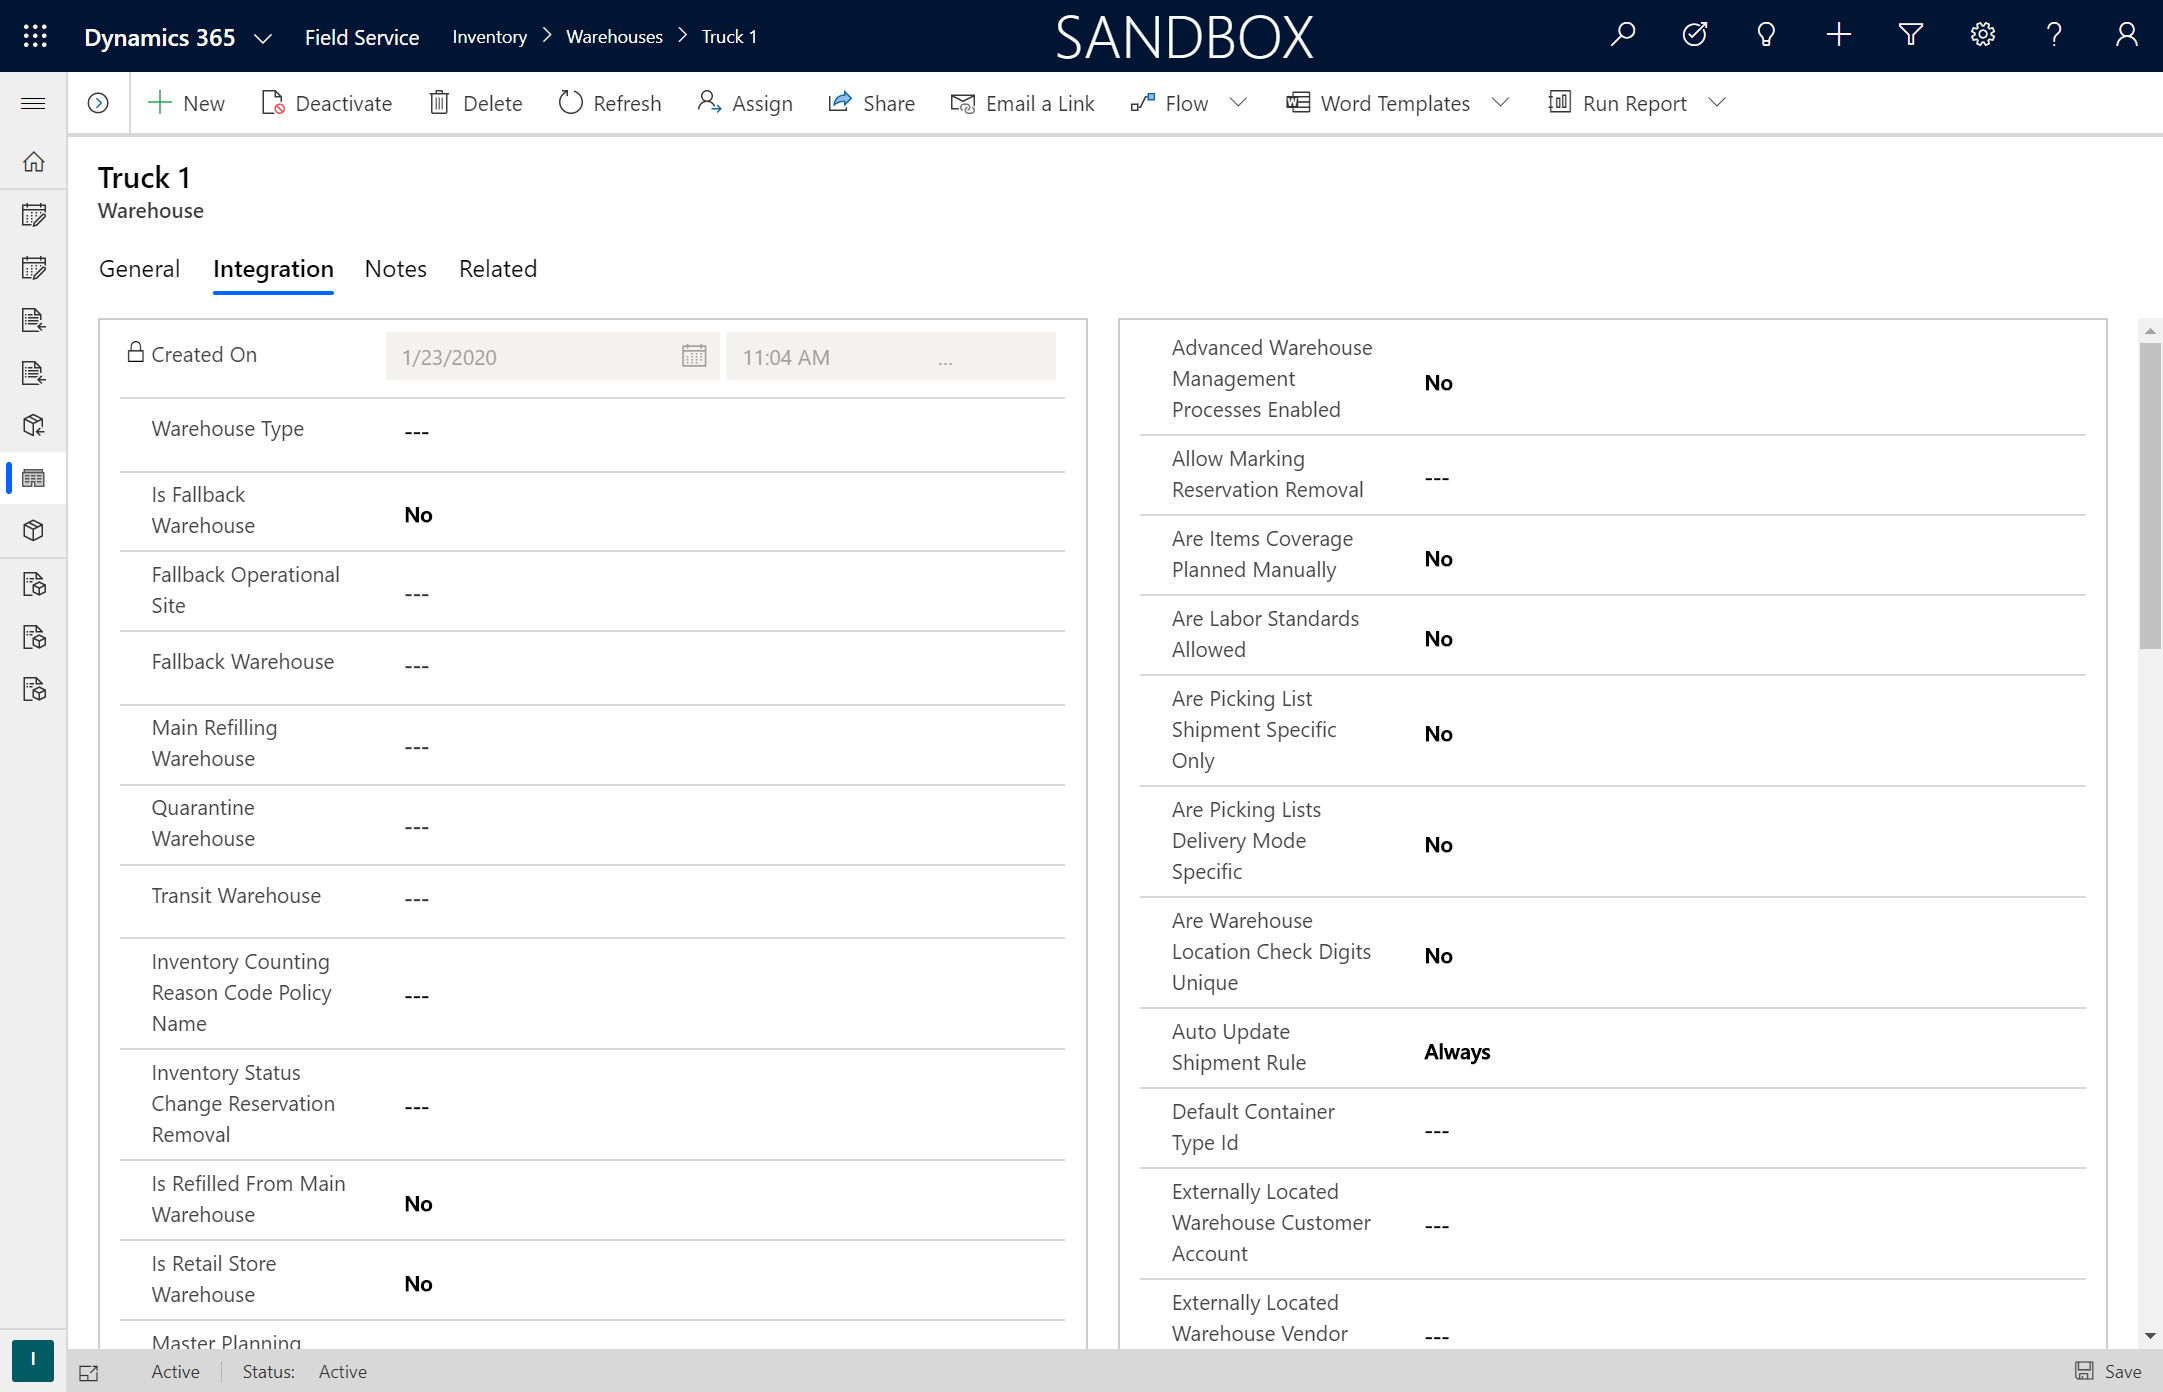 Dynamics 365 Field Service Inventory Warehouses Truck 1 SANDBOX ?
New Deactivate Delete Refresh Assign Share Email a Link Flow Word Templates Run Report
Truck 1
Warehouse
General Integration Notes Related
Created On 1/23/2020 11:04 AM ...
Warehouse Type ---
Is Fallback
Warehouse No
Fallback Operational
Site ---
Fallback Warehouse ---
Main Refilling
Warehouse ---
Quarantine
Warehouse ---
Transit Warehouse ---
Inventory Counting
Reason Code Policy
Name ---
Inventory Status
Change Reservation
Removal ---
Is Refilled From Main
Warehouse No
Is Retail Store
Warehouse No
Master Planning
Advanced Warehouse
Management
Processes Enabled No
Allow Marking
Reservation Removal ---
Are Items Coverage
Planned Manually No
Are Labor Standards
Allowed No
Are Picking List
Shipment Specific
Only No
Are Picking Lists
Delivery Mode
Specific No
Are Warehouse
Location Check Digits
Unique No
Auto Update
Shipment Rule Always
Default Container
Type Id ---
Externally Located
Warehouse Customer
Account ---
Externally Located
Warehouse Vendor ---
I Active Status: Active Save